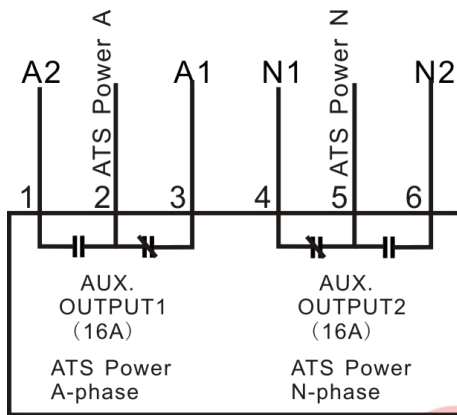 A2
ATS Power A
A1
N1
ATS Power N
N2
1
2
3
4
5
6
AUX.
OUTPUT1
(16A)
ATS Power
A-phase
AUX.
OUTPUT2
(16A)
ATS Power
N-phase